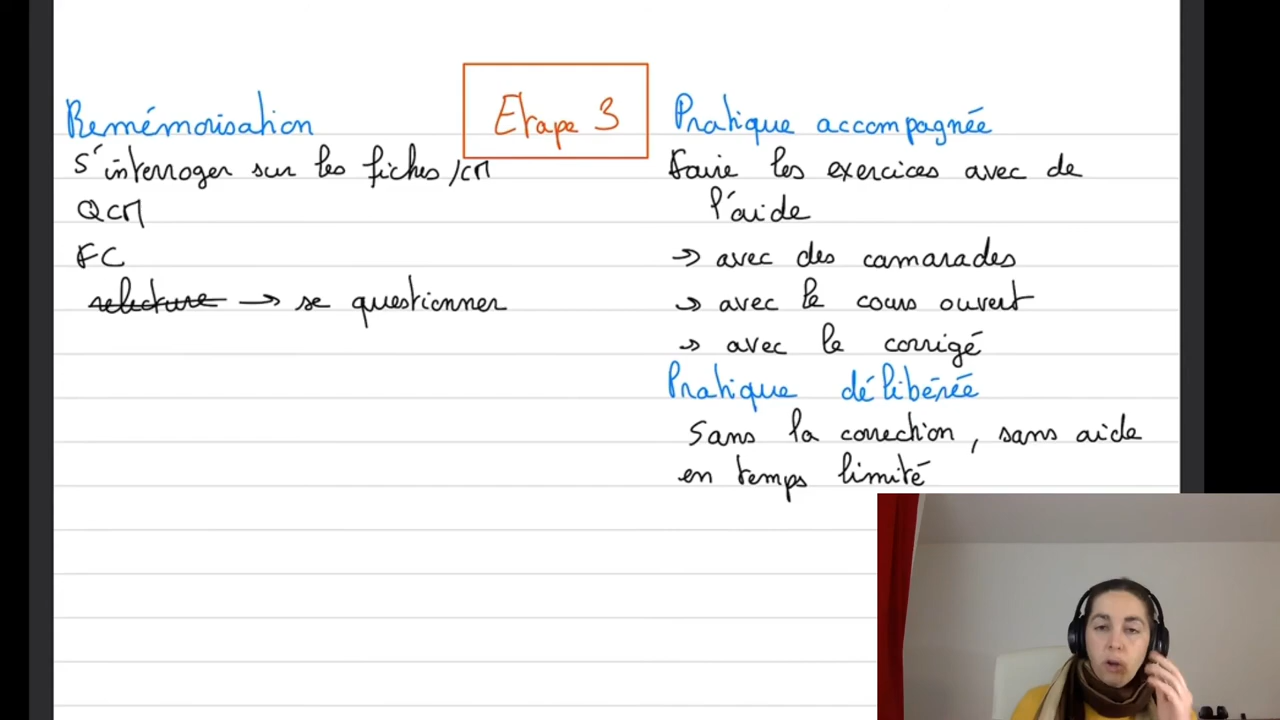 Etape 3
Remémorisation
S'interroger sur les fiches/CM
QCM
FC
relecture → se questionner
Pratique accompagnée
Faire les exercices avec de
l'aide
→ avec des camarades
→ avec le cours ouvert
→ avec le corrigé
Pratique délibérée
Sans la correction, sans aide
en temps limité